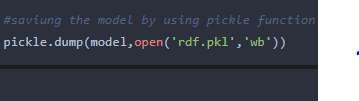 #saviung the model by using pickle function
pickle.dump(model,open('rdf.pkl','wb'))